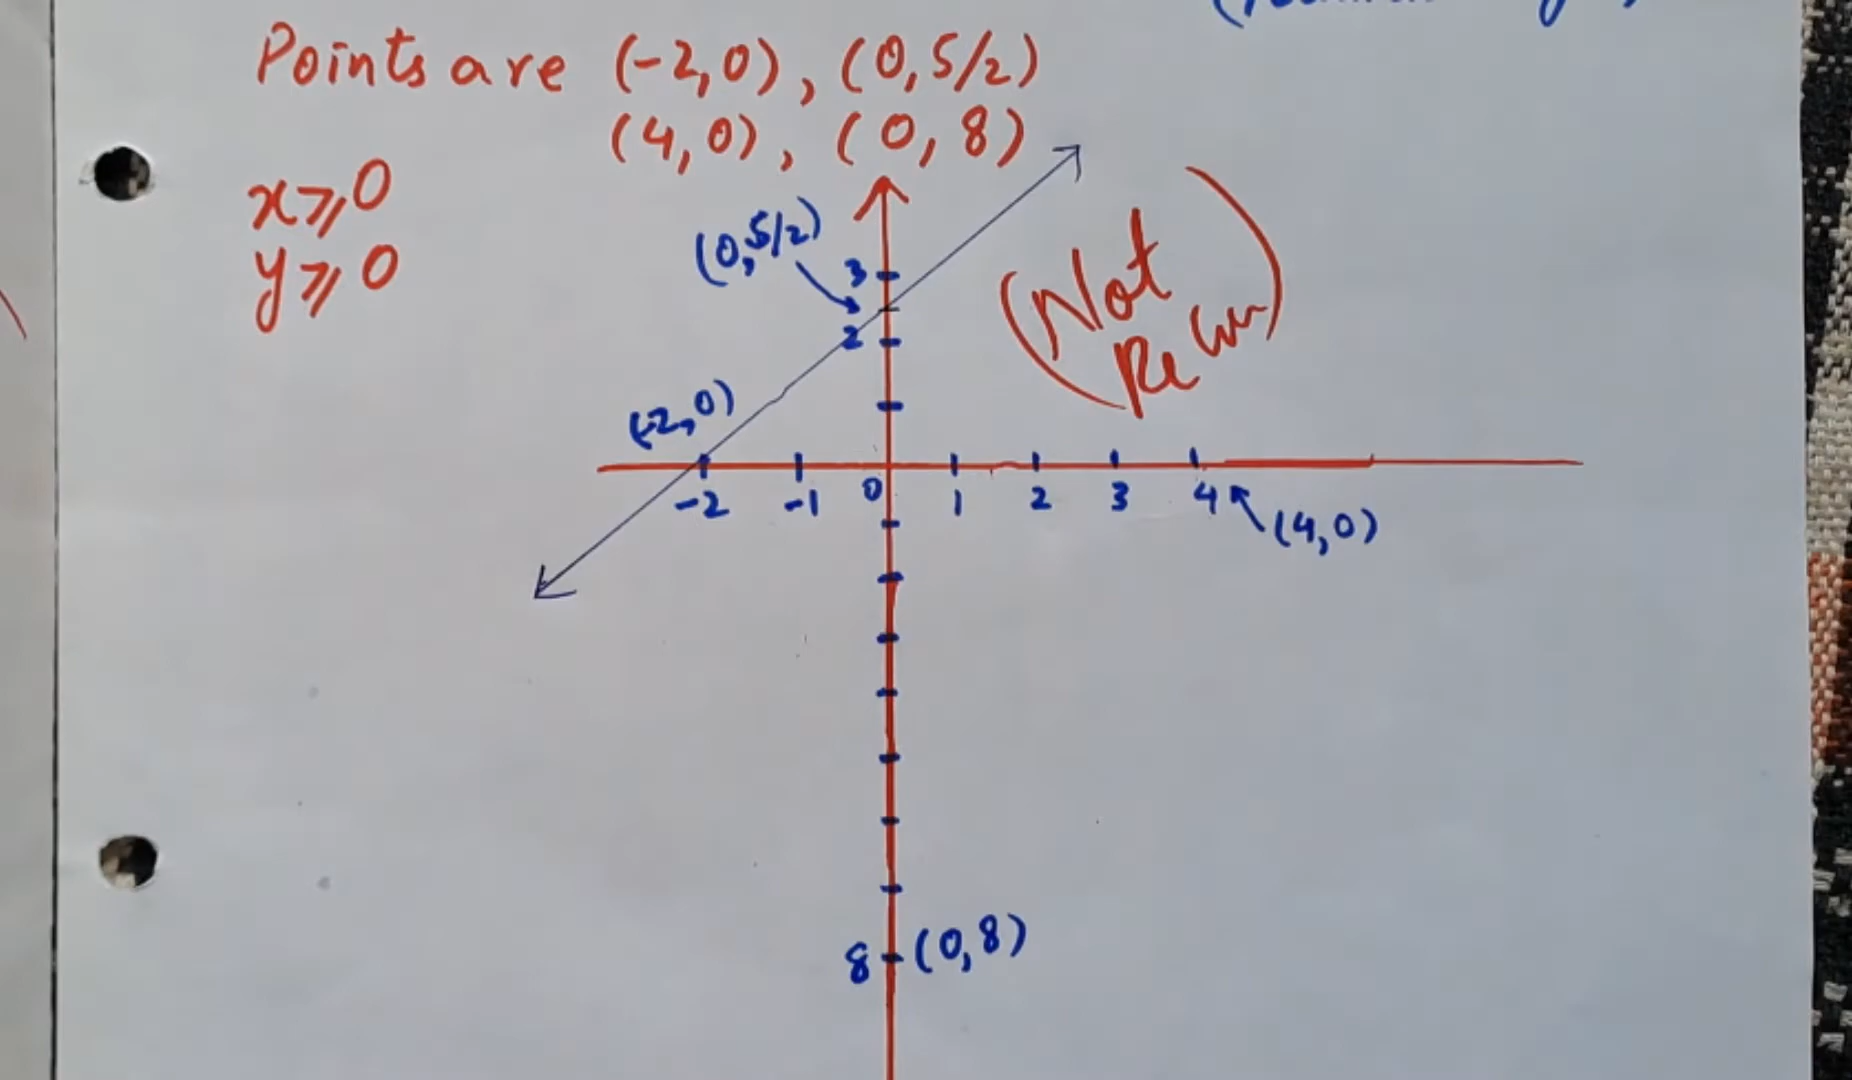 Points are (-2,0), (0,5/2)
(4,0), (0,8)
x⩾0
y⩾0
(0,5/2)
3
2
(-2,0)
(Not
-2 -1 0 1 2 3 4
(4,0)
8 (0,8)